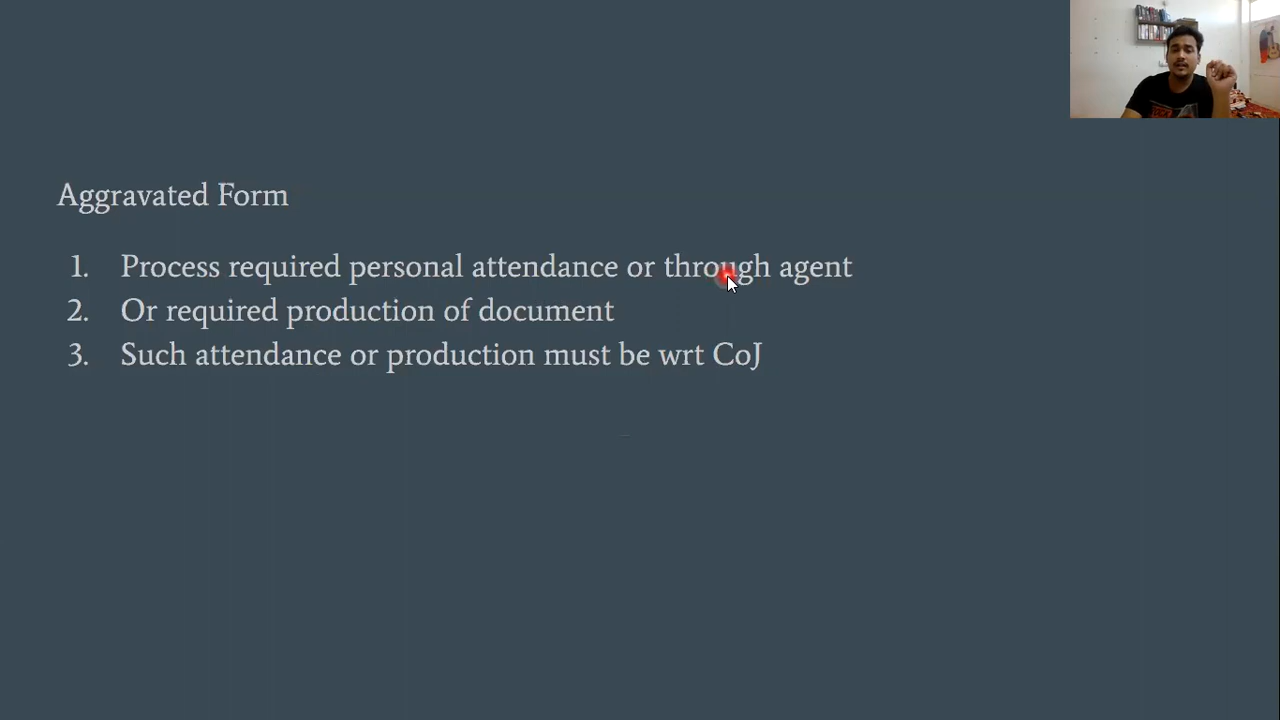 Aggravated Form
1. Process required personal attendance or through agent
2. Or required production of document
3. Such attendance or production must be wrt CoJ